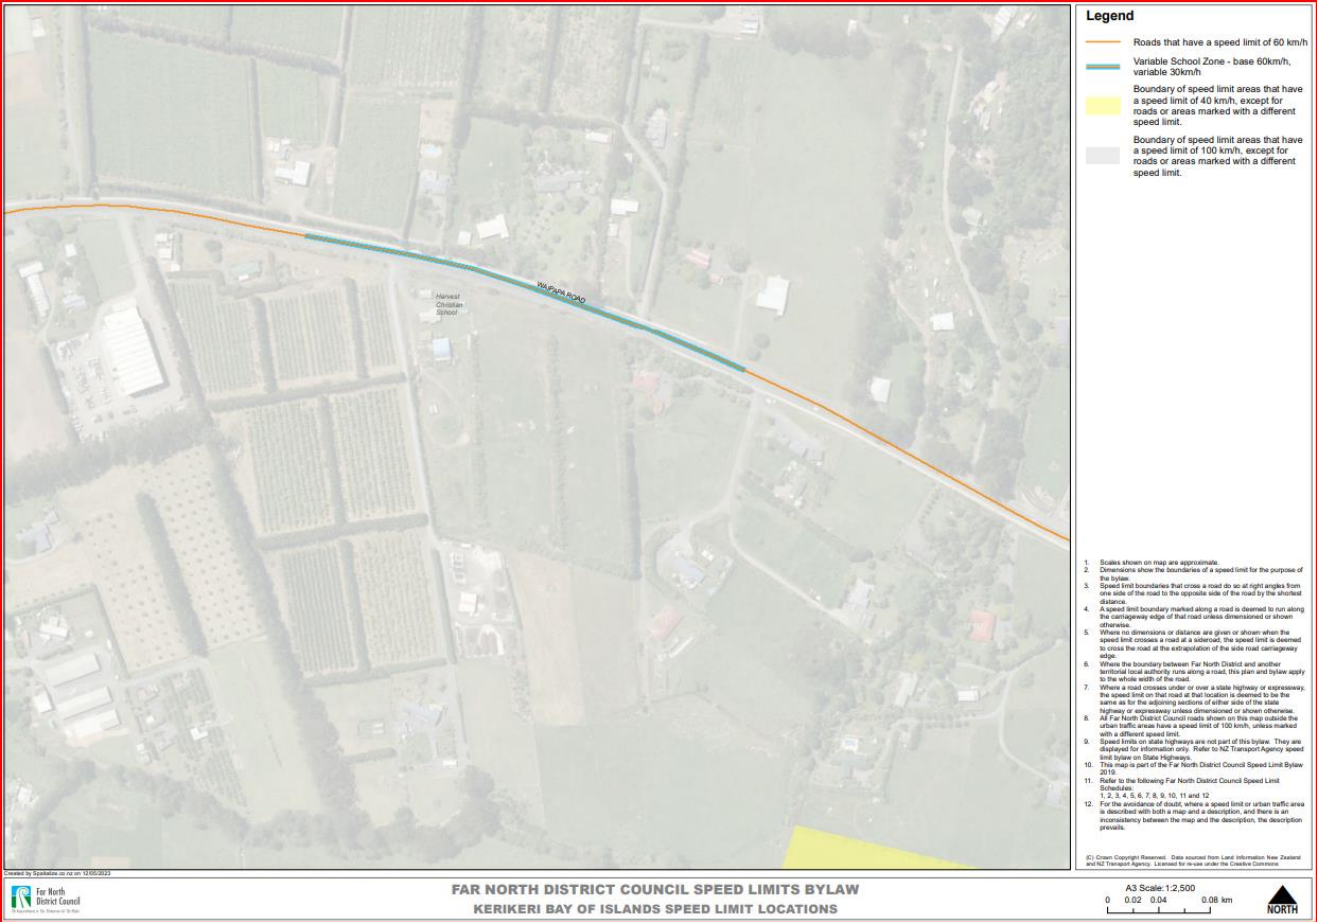 Legend
Roads that have a speed limit of 60 km/h
Variable School Zone - base 60km/h,
variable 30km/h
Boundary of speed limit areas that have
a speed limit of 40 km/h, except for
roads or areas marked with a different
speed limit.
Boundary of speed limit areas that have
a speed limit of 100 km/h, except for
roads or areas marked with a different
speed limit.
WAIPAPA ROAD
Harvest
Christian
School
1. Scales shown on map are approximate.
2. Dimensions show the boundaries of a speed limit for the purpose of
the bylaw.
3. Speed limit boundaries that cross a road do so at right angles from
one side of the road to the opposite side of the road by the shortest
distance.
4. A speed limit boundary marked along a road is deemed to run along
the carriageway edge of that road unless dimensioned or shown
otherwise.
5. Where no dimensions or distance are given or shown when the
speed limit crosses a road at a sideroad, the speed limit is deemed
to cross the road at the extrapolation of the side road carriageway
edge.
6. Where the boundary between Far North District and another
territorial local authority runs along a road, this plan and bylaw apply
to the whole width of the road.
7. Where a road crosses under or over a state highway or expressway,
the speed limit on that road at that location is deemed to be the
same as for the adjoining sections of either side of the state
highway or expressway unless dimensioned or shown otherwise.
8. All Far North District Council roads shown on this map outside the
urban traffic areas have a speed limit of 100 km/h, unless marked
with a different speed limit.
9. Speed limits on state highways are not part of this bylaw. They are
displayed for information only. Refer to NZ Transport Agency speed
limit bylaw on State Highways.
10. This map is part of the Far North District Council Speed Limit Bylaw
2019.
11. Refer to the following Far North District Council Speed Limit
Schedules:
1, 2, 3, 4, 5, 6, 7, 8, 9, 10, 11 and 12
12. For the avoidance of doubt, where a speed limit or urban traffic area
is described with both a map and a description, and there is an
inconsistency between the map and the description, the description
prevails.
(C) Crown Copyright Reserved. Data sourced from Land Information New Zealand
and NZ Transport Agency. Licensed for re-use under the Creative Commons
Created by Spatialize.co.nz on 12/05/2023
Far North
District Council
FAR NORTH DISTRICT COUNCIL SPEED LIMITS BYLAW
KERIKERI BAY OF ISLANDS SPEED LIMIT LOCATIONS
A3 Scale: 1:2,500
0 0.02 0.04 0.08 km
NORTH